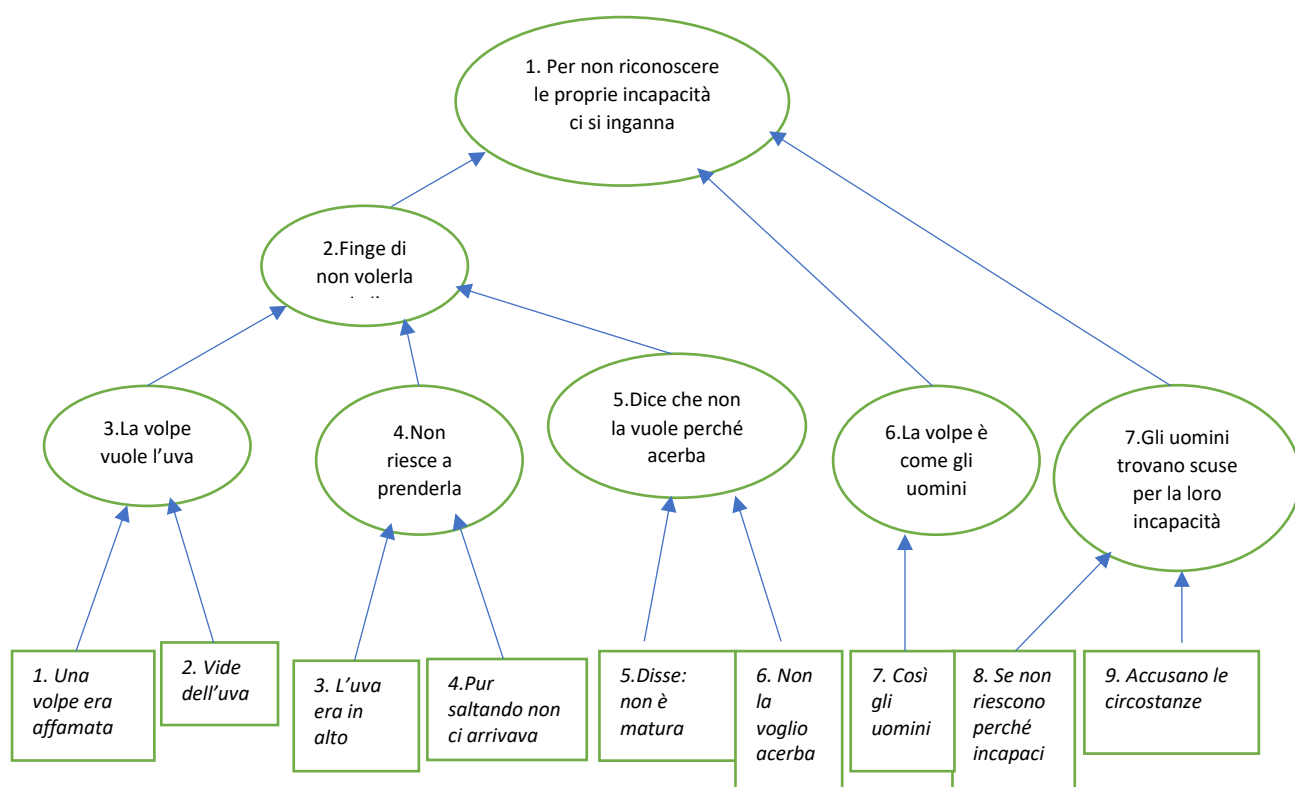 1. Per non riconoscere
le proprie incapacità
ci si inganna
2.Finge di
non volerla
3.La volpe
vuole l’uva
4.Non
riesce a
prenderla
5.Dice che non
la vuole perché
acerba
6.La volpe è
come gli
uomini
7.Gli uomini
trovano scuse
per la loro
incapacità
1. Una
volpe era
affamata
2. Vide
dell’uva
3. L’uva
era in
alto
4.Pur
saltando non
ci arrivava
5.Disse:
non è
matura
6. Non
la
voglio
acerba
7. Così
gli
uomini
8. Se non
riescono
perché
incapaci
9. Accusano le
circostanze